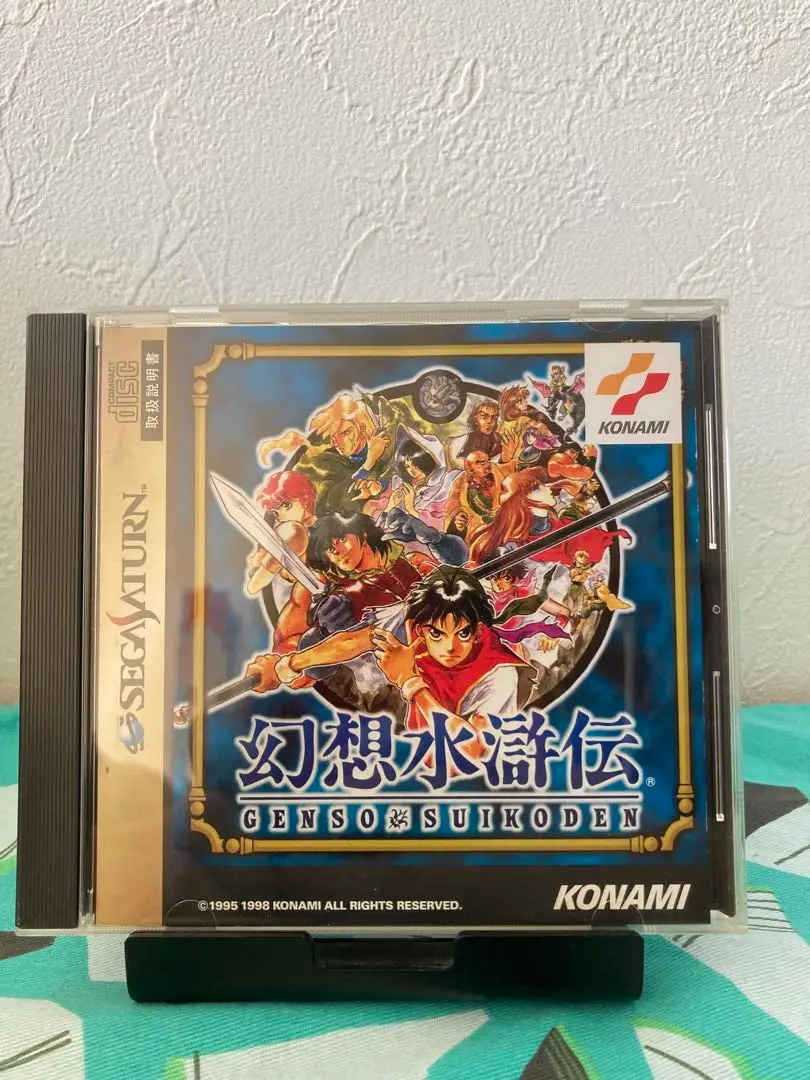 COMPACT
disc
取扱説明書
SEGA SATURN™
KONAMI
幻想水滸伝®
GENSO SUIKODEN
©1995 1998 KONAMI ALL RIGHTS RESERVED.
KONAMI